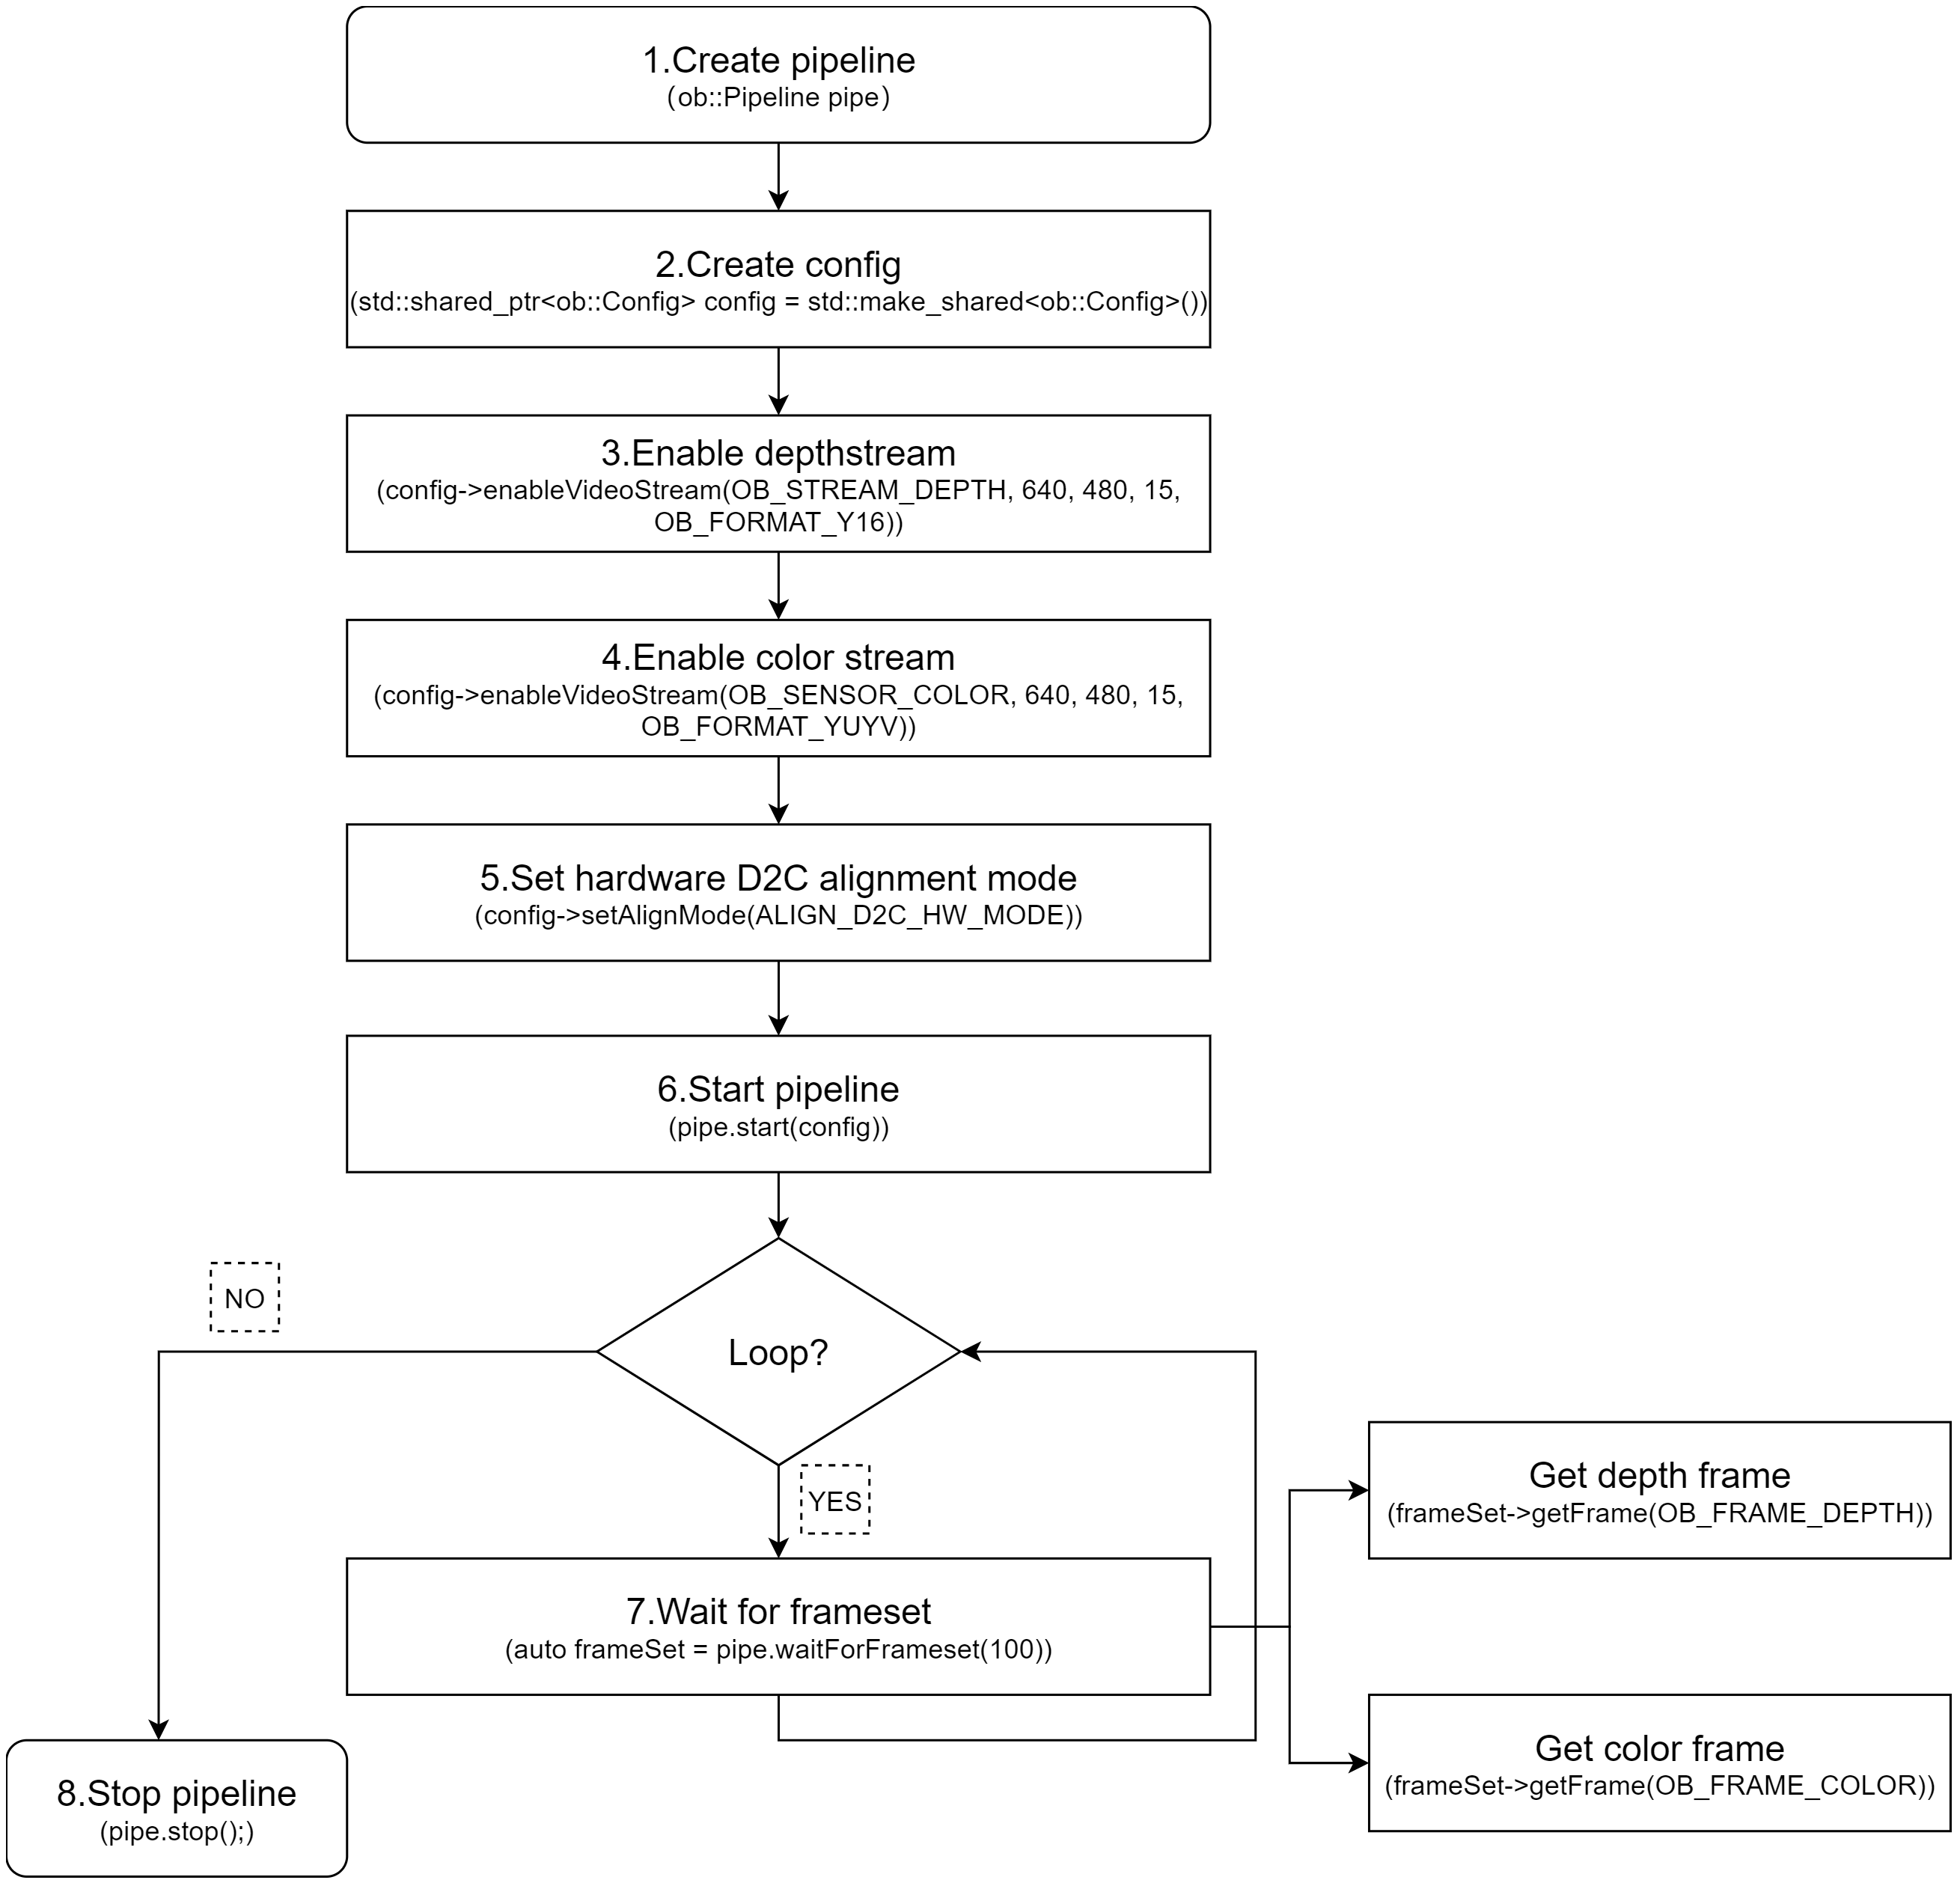 1.Create pipeline
(ob::Pipeline pipe)
2.Create config
(std::shared_ptr<ob::Config> config = std::make_shared<ob::Config>())
3.Enable depthstream
(config->enableVideoStream(OB_STREAM_DEPTH, 640, 480, 15,
OB_FORMAT_Y16))
4.Enable color stream
(config->enableVideoStream(OB_SENSOR_COLOR, 640, 480, 15,
OB_FORMAT_YUYV))
5.Set hardware D2C alignment mode
(config->setAlignMode(ALIGN_D2C_HW_MODE))
6.Start pipeline
(pipe.start(config))
NO
Loop?
YES
7.Wait for frameset
(auto frameSet = pipe.waitForFrameset(100))
Get depth frame
(frameSet->getFrame(OB_FRAME_DEPTH))
Get color frame
(frameSet->getFrame(OB_FRAME_COLOR))
8.Stop pipeline
(pipe.stop();)